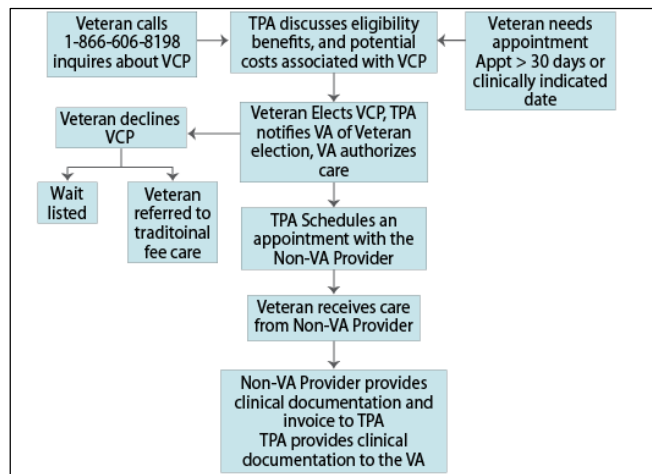 Veteran calls
1-866-606-8198
inquires about VCP
TPA discusses eligibility
benefits, and potential
costs associated with VCP
Veteran needs
appointment
Appt > 30 days or
clinically indicated
date
Veteran declines
VCP
Veteran Elects VCP, TPA
notifies VA of Veteran
election, VA authorizes
care
Wait
listed
Veteran
referred to
traditoinal
fee care
TPA Schedules an
appointment with the
Non-VA Provider
Veteran receives care
from Non-VA Provider
Non-VA Provider provides
clinical documentation and
invoice to TPA
TPA provides clinical
documentation to the VA